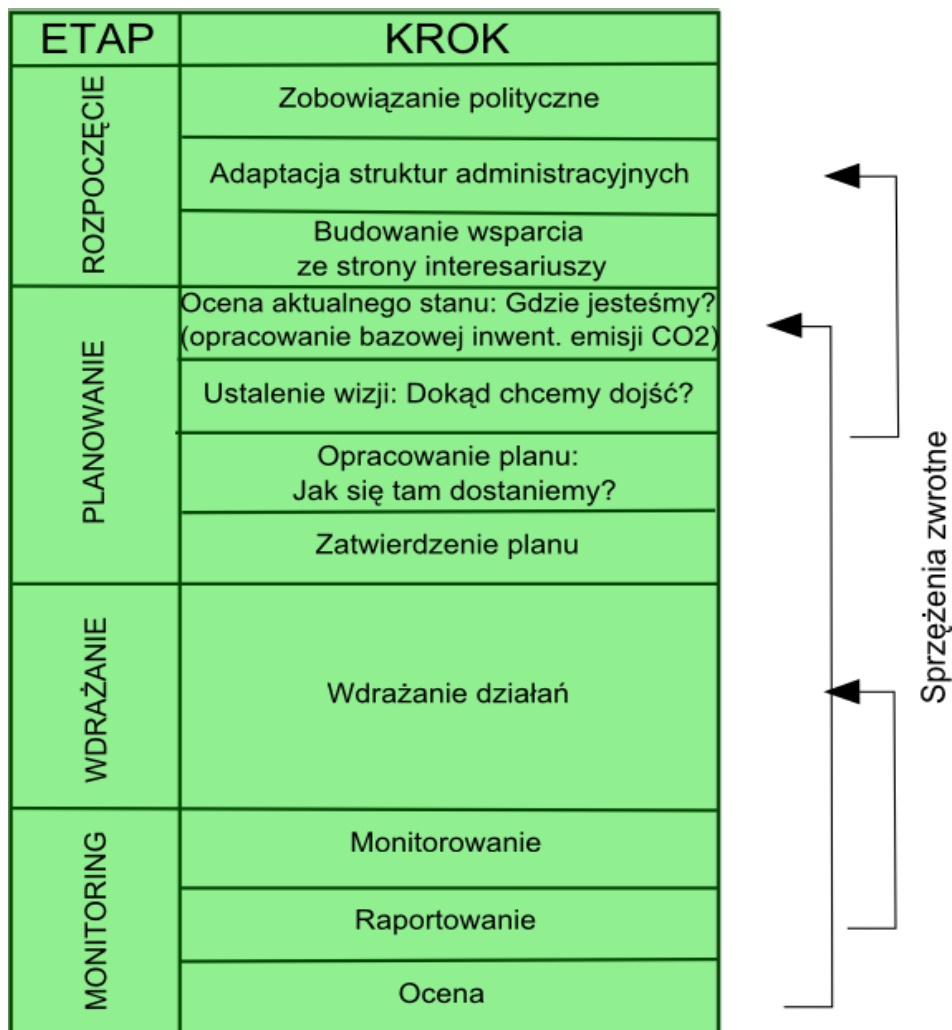 ETAP KROK
ROZPOCZĘCIE
Zobowiązanie polityczne
Adaptacja struktur administracyjnych
Budowanie wsparcia
ze strony interesariuszy
PLANOWANIE
Ocena aktualnego stanu: Gdzie jesteśmy?
(opracowanie bazowej inwent. emisji CO2)
Ustalenie wizji: Dokąd chcemy dojść?
Opracowanie planu:
Jak się tam dostaniemy?
Zatwierdzenie planu
WDRAŻANIE
Wdrażanie działań
MONITORING
Monitorowanie
Raportowanie
Ocena
Sprzężenia zwrotne